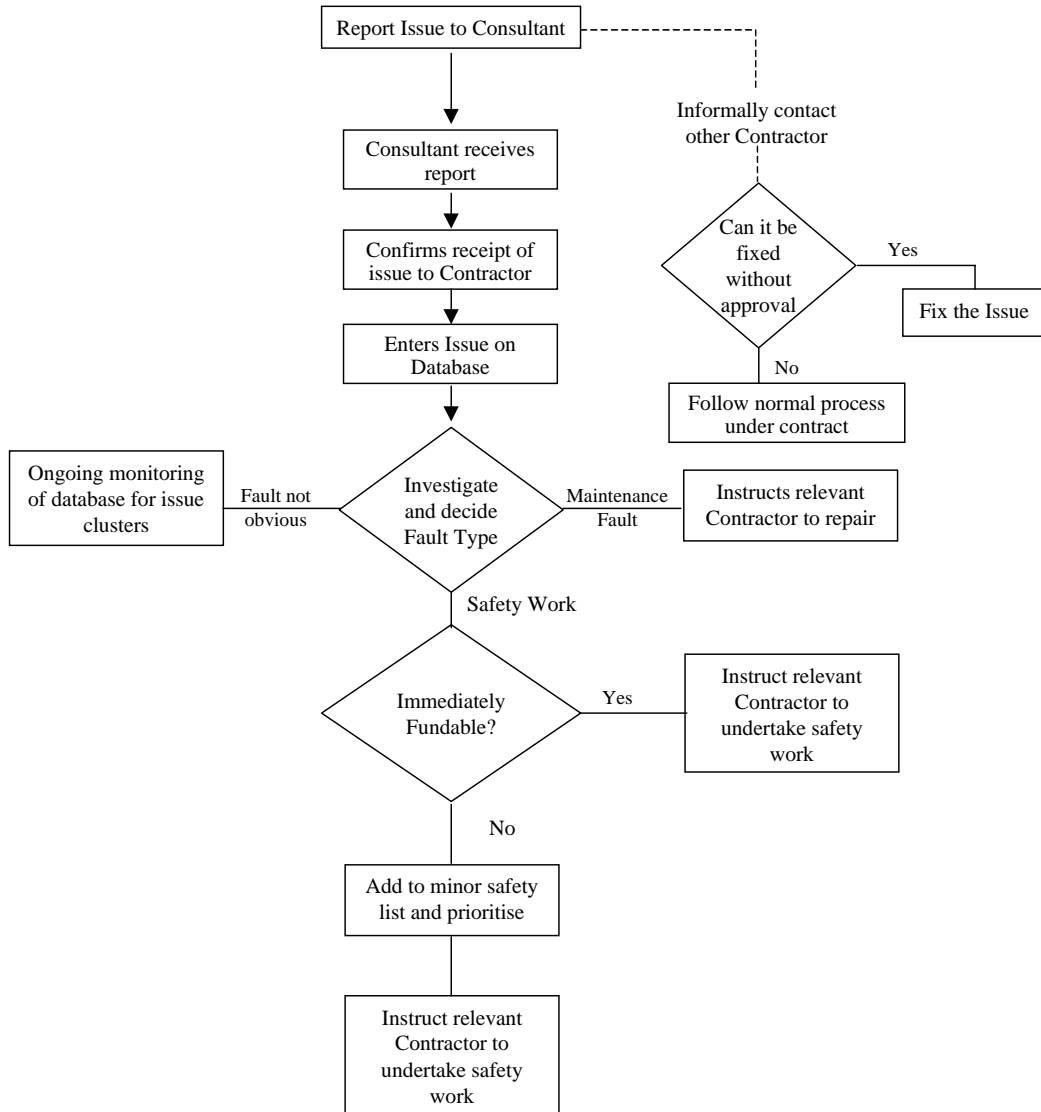 Report Issue to Consultant
Informally contact
other Contractor
Consultant receives
report
Can it be
fixed
without
approval
Yes
Fix the Issue
Confirms receipt of
issue to Contractor
Enters Issue on
Database
No
Follow normal process
under contract
Ongoing monitoring
of database for issue
clusters
Fault not
obvious
Investigate
and decide
Fault Type
Maintenance
Fault
Instructs relevant
Contractor to repair
Safety Work
Immediately
Fundable?
Yes
Instruct relevant
Contractor to
undertake safety
work
No
Add to minor safety
list and prioritise
Instruct relevant
Contractor to
undertake safety
work